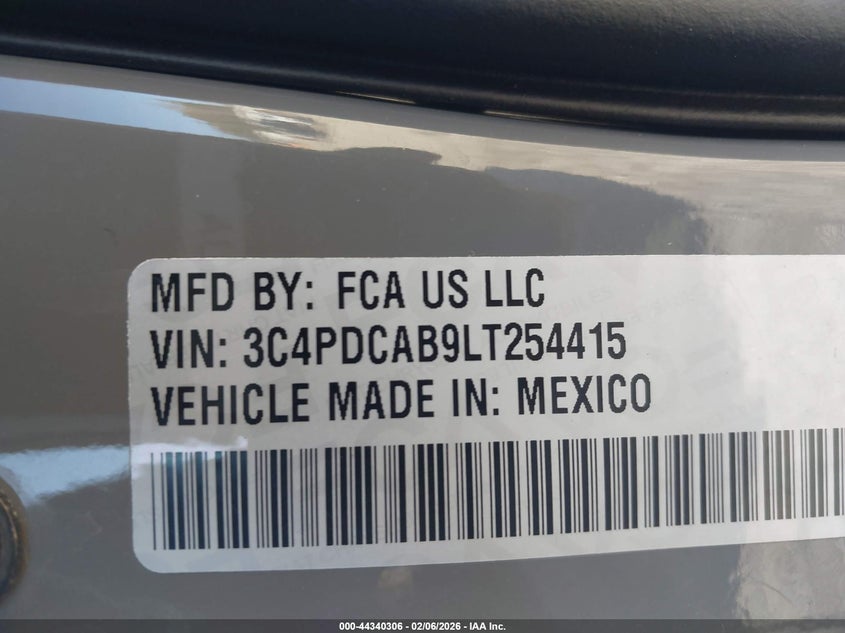 MFD BY: FCA US LLC
VIN: 3C4PDCAB9LT254415
VEHICLE MADE IN: MEXICO
000-44340306 - 02/06/2026 - IAA Inc.